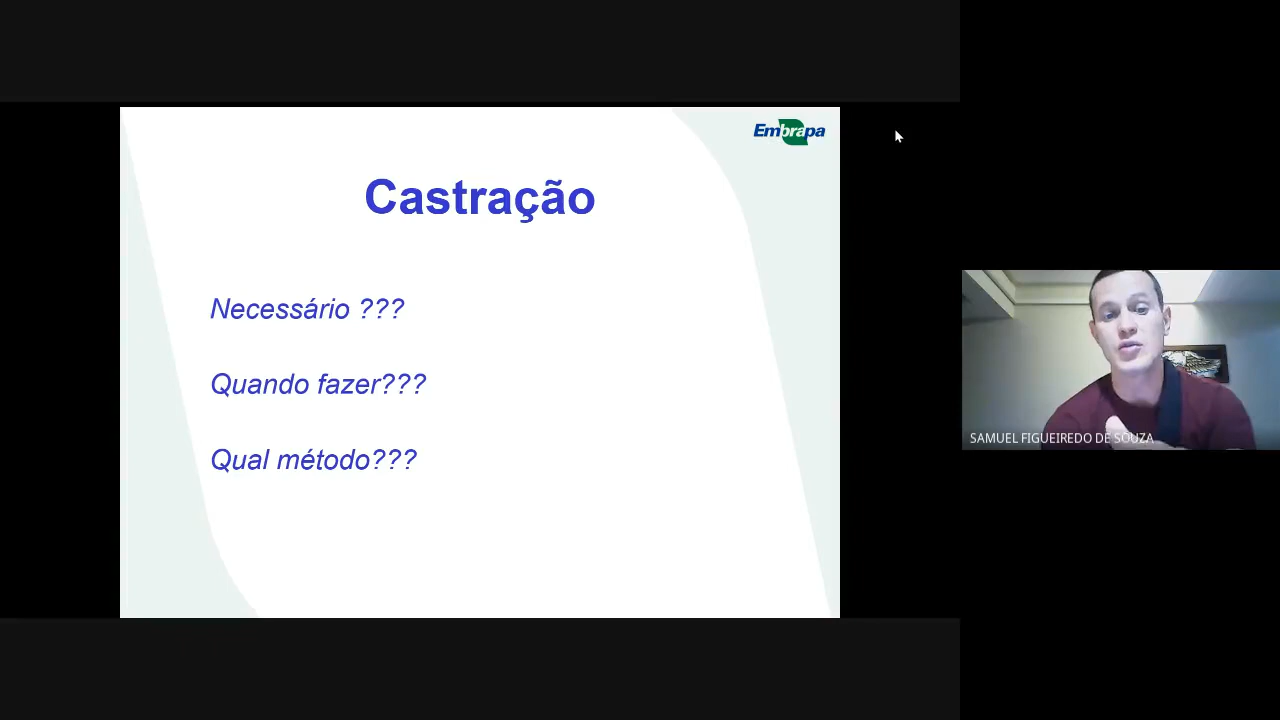 Embrapa
Castração
Necessário ???
Quando fazer???
Qual método???
SAMUEL FIGUEIREDO DE SOUZA